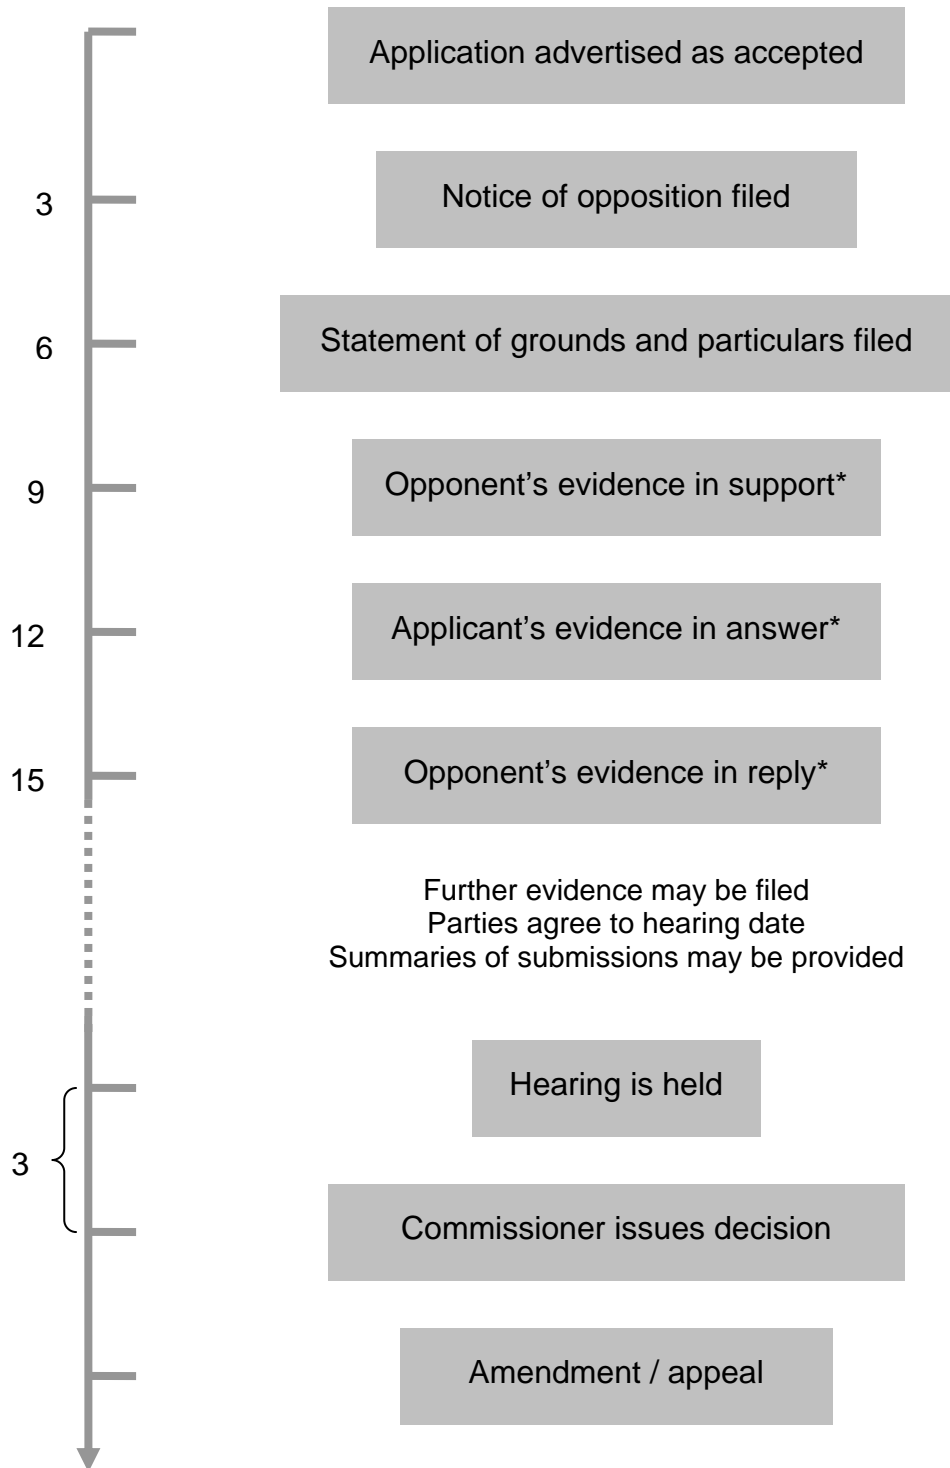 Application advertised as accepted
3
Notice of opposition filed
6
Statement of grounds and particulars filed
9
Opponent’s evidence in support*
12
Applicant’s evidence in answer*
15
Opponent’s evidence in reply*
Further evidence may be filed
Parties agree to hearing date
Summaries of submissions may be provided
Hearing is held
3
Commissioner issues decision
Amendment / appeal